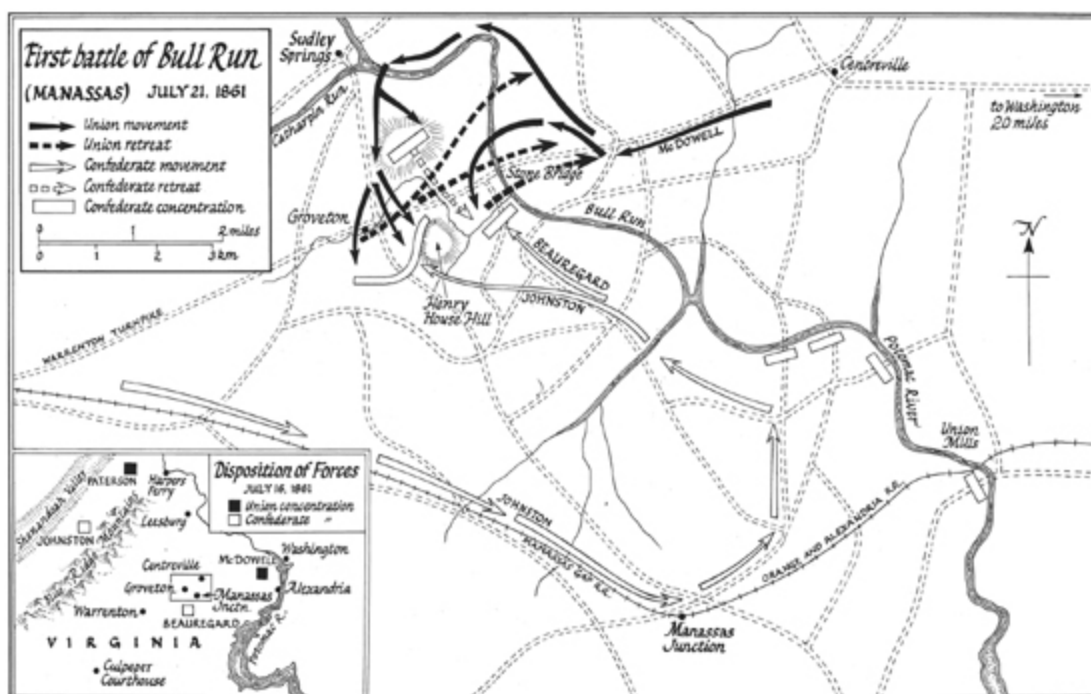 First battle of Bull Run
(MANASSAS) JULY 21, 1861
Union movement
Union retreat
Confederate movement
Confederate retreat
Confederate concentration
0 1 2 miles
0 1 2 3 km
Sudley
Springs
Catharpin Run
Centreville
to Washington
20 miles
McDOWELL
Stone Bridge
Groveton
Bull Run
BEAUREGARD
JOHNSTON
Henry
House Hill
N
WARRENTON TURNPIKE
POTOMAC RIVER
Union
Mills
JOHNSTON
MANASSAS GAP R.R.
ORANGE AND ALEXANDRIA R.R.
Manassas
Junction
Disposition of Forces
JULY 16, 1861
Union concentration
Confederate "
Shenandoah Valley
PATERSON
Harpers
Ferry
JOHNSTON
Leesburg
Blue Ridge Mountains
Washington
McDOWELL
Centreville
Groveton
Manassas
Jnctn.
Alexandria
Warrenton
BEAUREGARD
Potomac R.
VIRGINIA
Culpeper
Courthouse